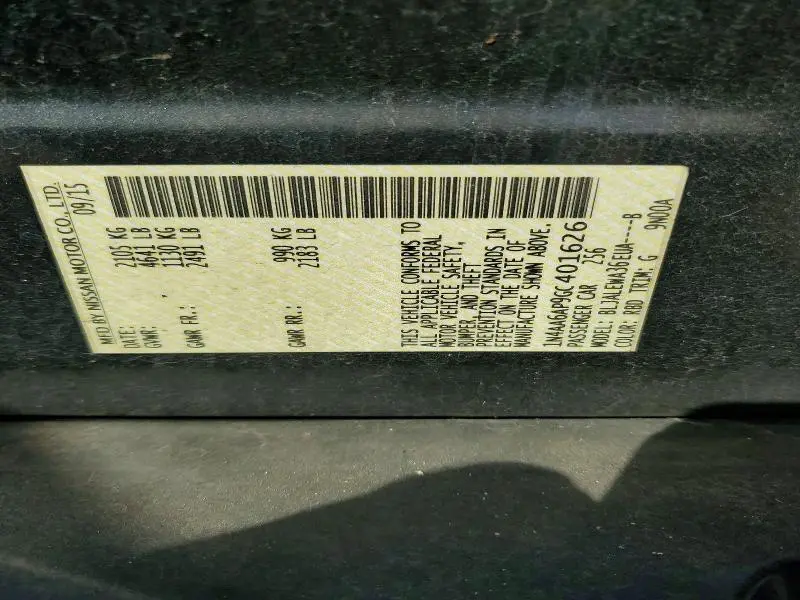 MFD BY NISSAN MOTOR CO., LTD.
DATE: 09/15
GVWR: 2105 KG
4641 LB
GAWR FR.: 1130 KG
2491 LB
GAWR RR.: 990 KG
2183 LB
THIS VEHICLE CONFORMS TO
ALL APPLICABLE FEDERAL
MOTOR VEHICLE SAFETY,
BUMPER, AND THEFT
PREVENTION STANDARDS IN
EFFECT ON THE DATE OF
MANUFACTURE SHOWN ABOVE.
1N4AA6AP9GC401626
PASSENGER CAR 256
MODEL: BLJALEWA36EUA----B
COLOR: RBD TRIM: G 9N00A